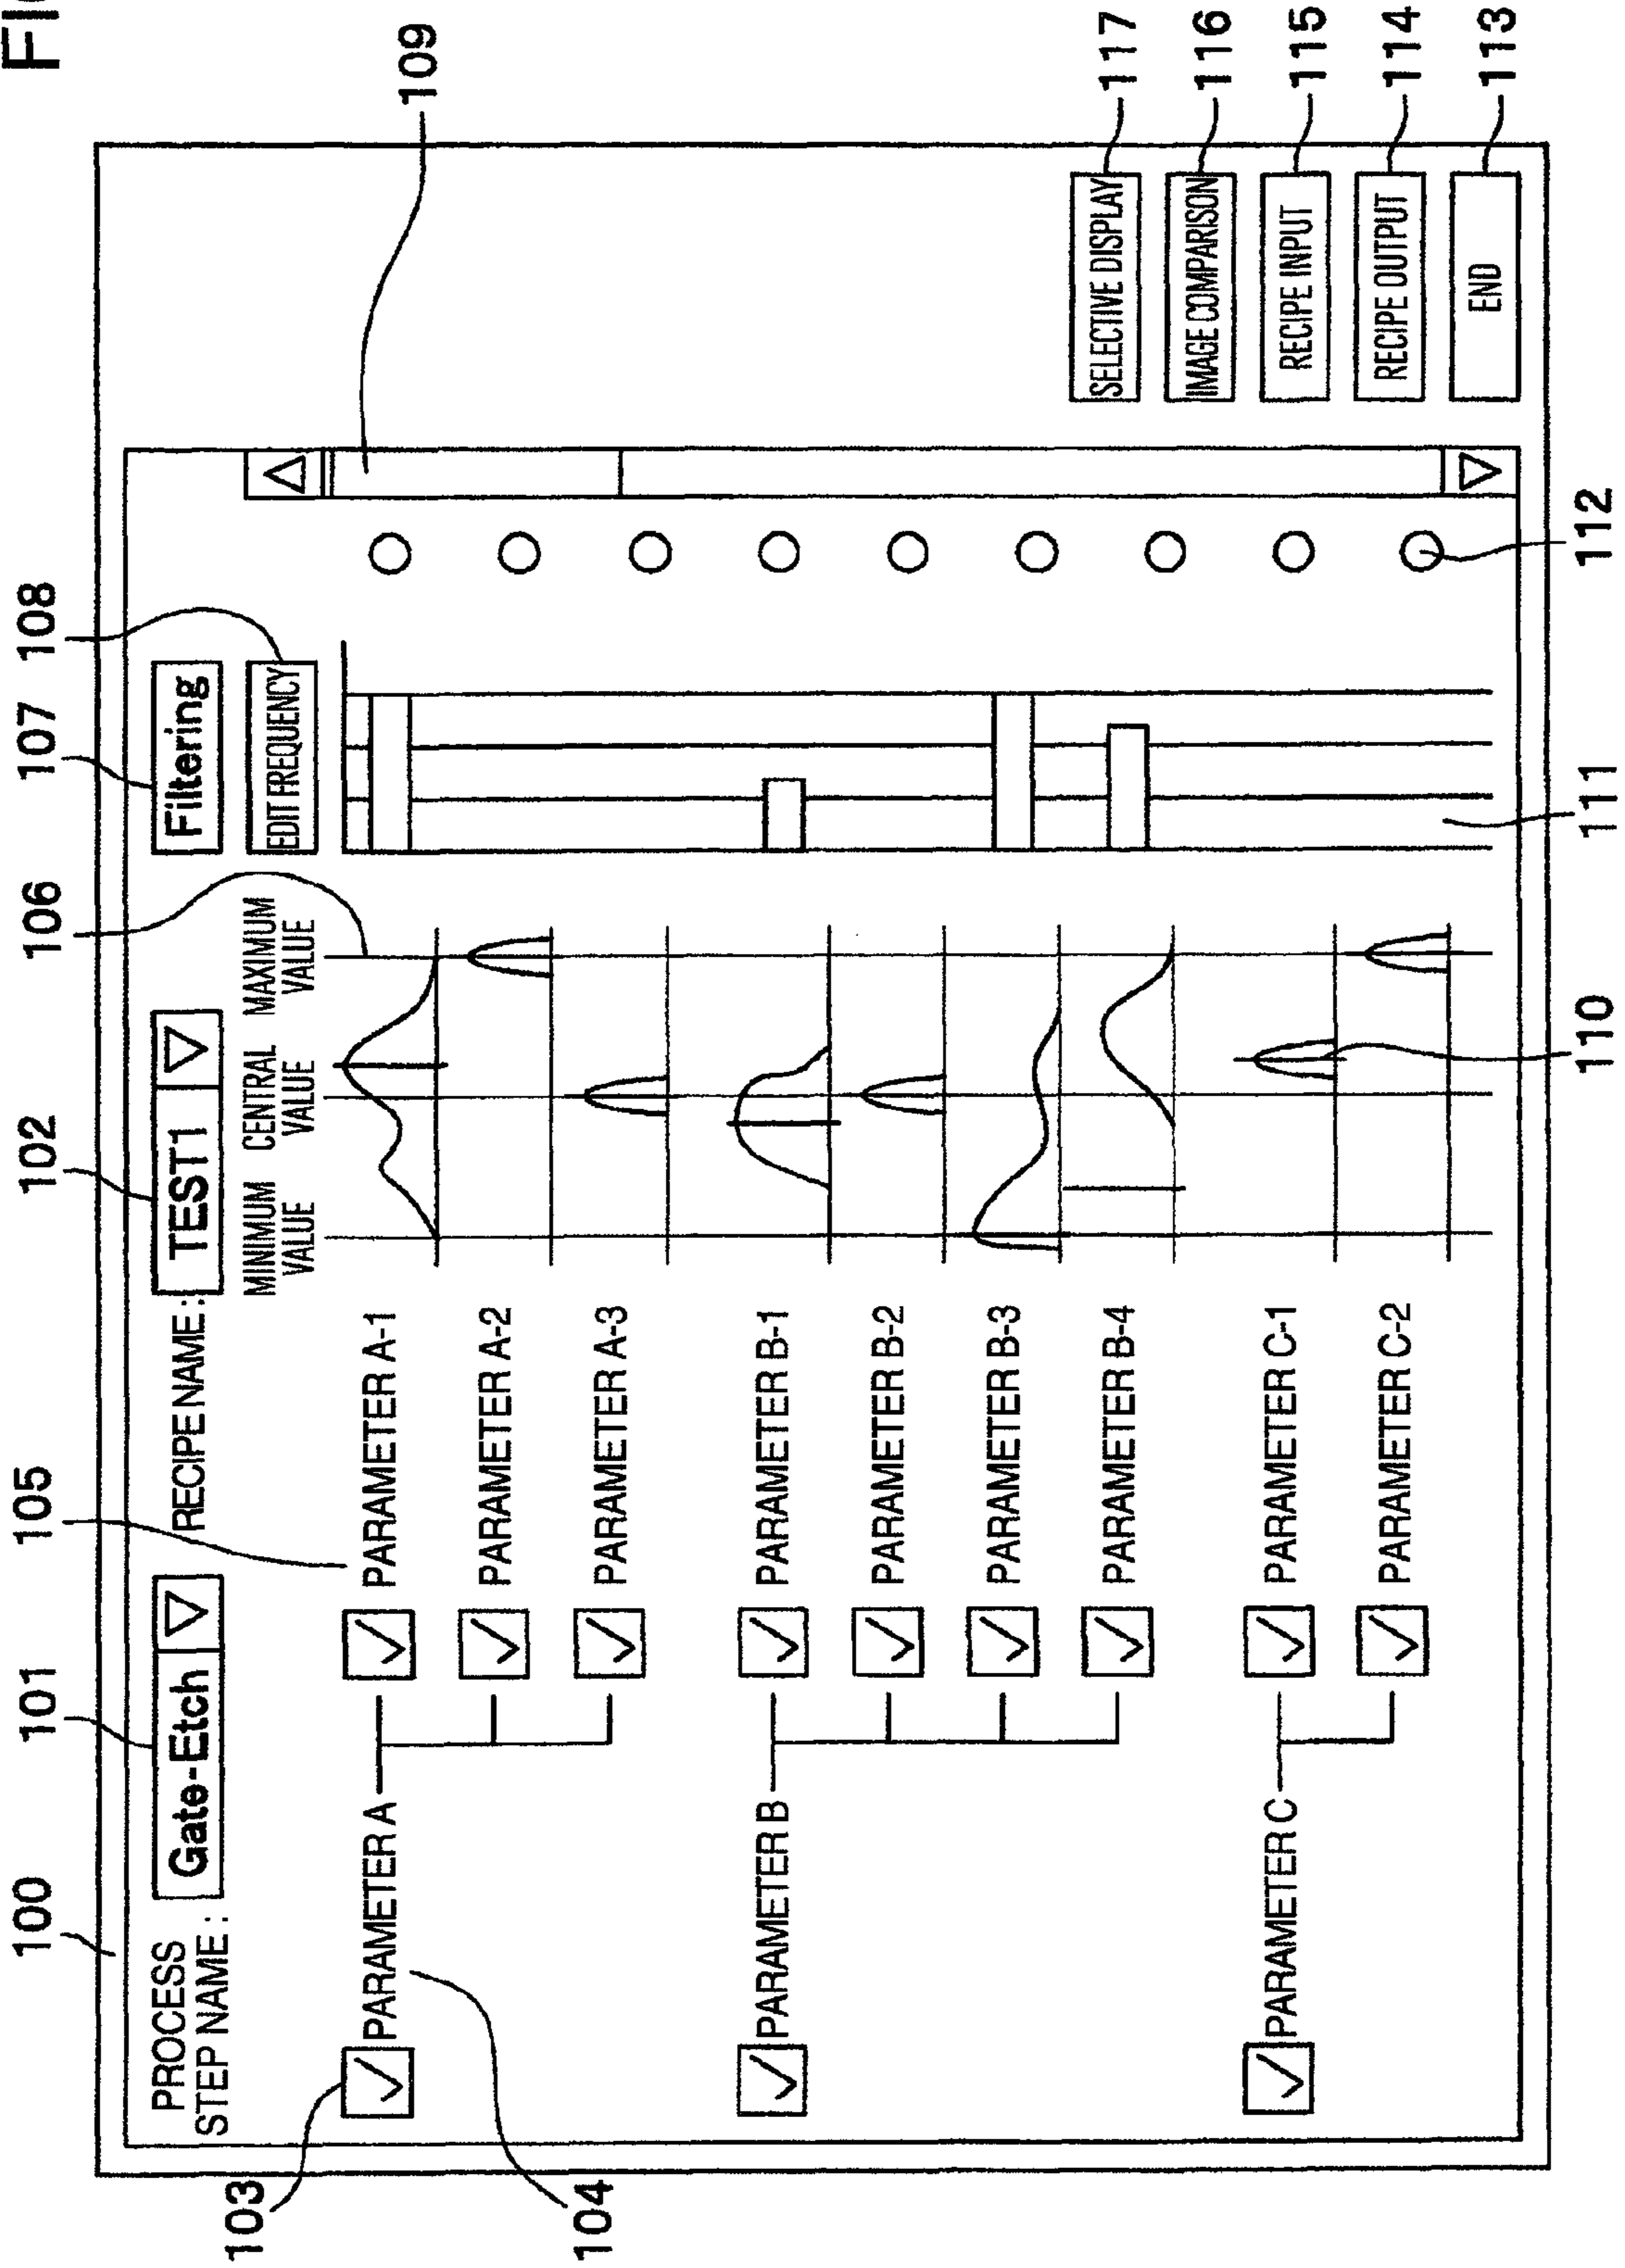 FIG
100
101
105
102
106
107
108
109
PROCESS
STEP NAME :
Gate-Etch
RECIPE NAME :
TEST1
Filtering
MINIMUM
VALUE
CENTRAL
VALUE
MAXIMUM
VALUE
EDIT FREQUENCY
103
104
PARAMETER A
PARAMETER A-1
PARAMETER A-2
PARAMETER A-3
PARAMETER B
PARAMETER B-1
PARAMETER B-2
PARAMETER B-3
PARAMETER B-4
PARAMETER C
PARAMETER C-1
PARAMETER C-2
SELECTIVE DISPLAY
117
IMAGE COMPARISON
116
RECIPE INPUT
115
RECIPE OUTPUT
114
END
113
110
111
112